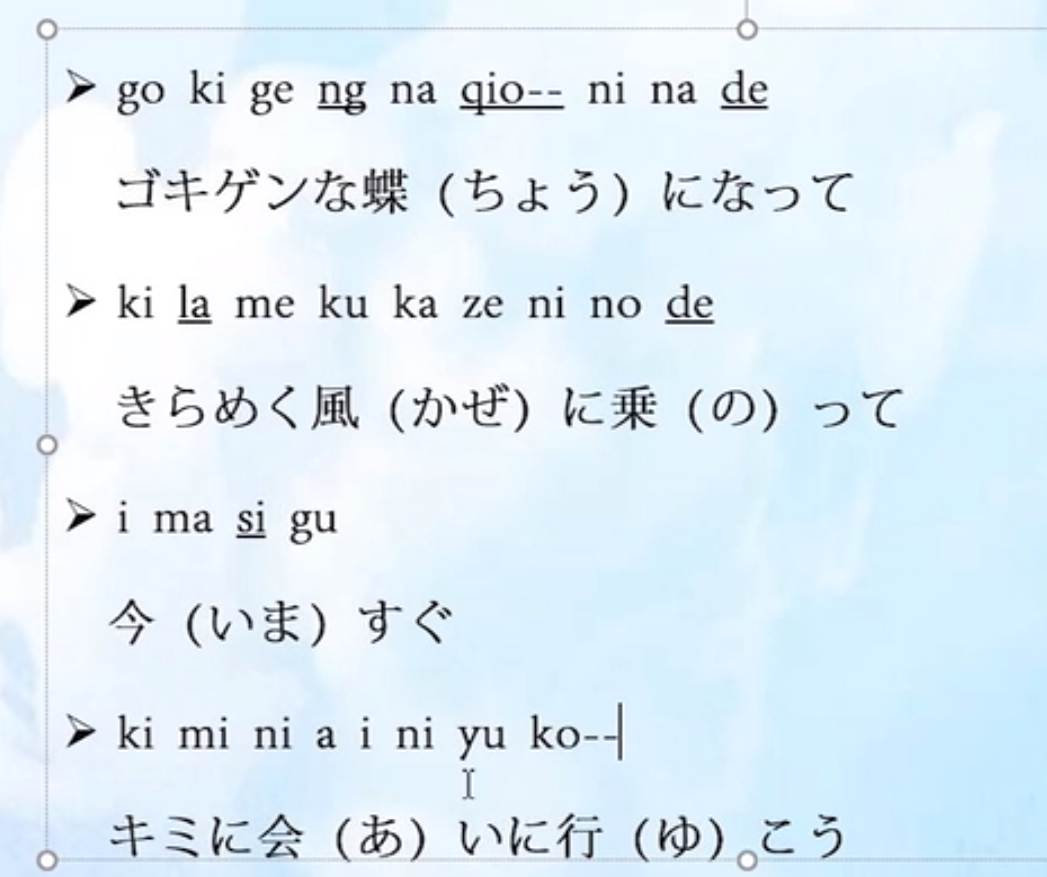 go ki ge ng na qio-- ni na de
ゴキゲンな蝶（ちょう）になって
ki la me ku ka ze ni no de
きらめく風（かぜ）に乗（の）って
i ma si gu
今（いま）すぐ
ki mi ni a i ni yu ko--
キミに会（あ）いに行（ゆ）こう